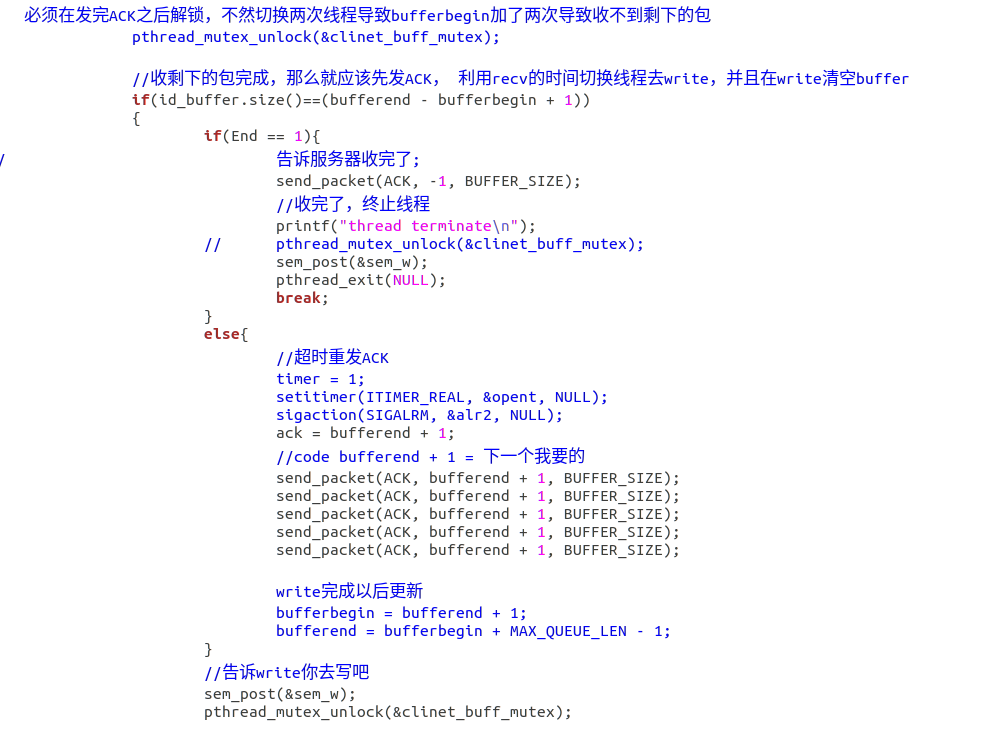 必须在发完ACK之后解锁，不然切换两次线程导致bufferbegin加了两次导致收不到剩下的包
pthread_mutex_unlock(&clinet_buff_mutex);
//收剩下的包完成，那么就应该先发ACK， 利用recv的时间切换线程去write，并且在write清空buffer
if(id_buffer.size()==(bufferend - bufferbegin + 1))
{
if(End == 1){
/ 告诉服务器收完了;
send_packet(ACK, -1, BUFFER_SIZE);
//收完了，终止线程
printf("thread terminate\n");
// pthread_mutex_unlock(&clinet_buff_mutex);
sem_post(&sem_w);
pthread_exit(NULL);
break;
}
else{
//超时重发ACK
timer = 1;
setitimer(ITIMER_REAL, &opent, NULL);
sigaction(SIGALRM, &alr2, NULL);
ack = bufferend + 1;
//code bufferend + 1 = 下一个我要的
send_packet(ACK, bufferend + 1, BUFFER_SIZE);
send_packet(ACK, bufferend + 1, BUFFER_SIZE);
send_packet(ACK, bufferend + 1, BUFFER_SIZE);
send_packet(ACK, bufferend + 1, BUFFER_SIZE);
send_packet(ACK, bufferend + 1, BUFFER_SIZE);
write完成以后更新
bufferbegin = bufferend + 1;
bufferend = bufferbegin + MAX_QUEUE_LEN - 1;
}
//告诉write你去写吧
sem_post(&sem_w);
pthread_mutex_unlock(&clinet_buff_mutex);